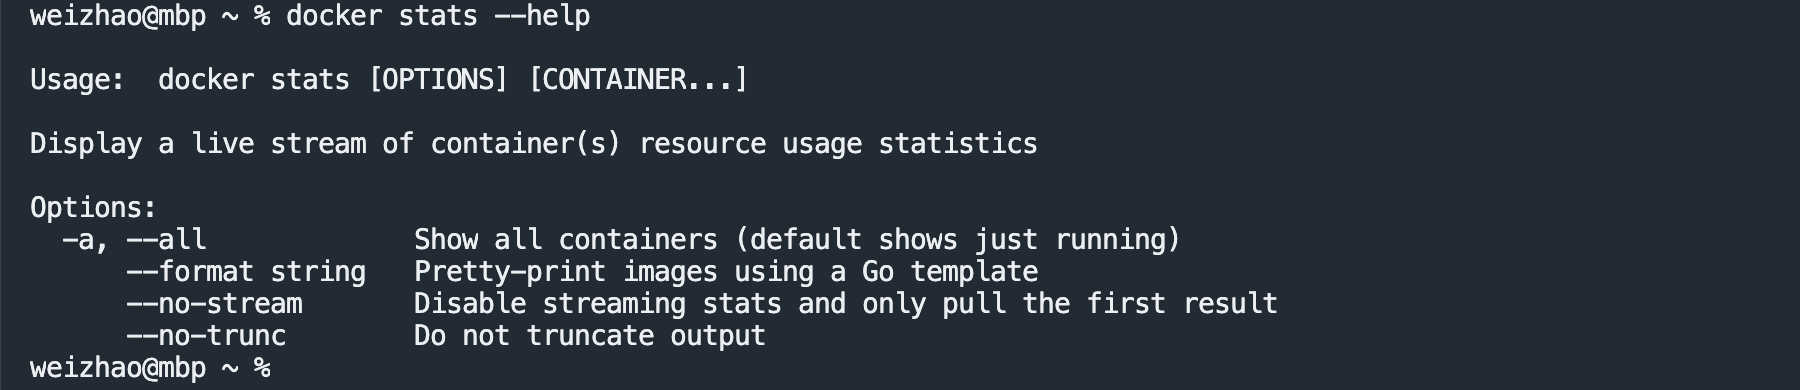 weizhao@mbp ~ % docker stats --help
Usage:  docker stats [OPTIONS] [CONTAINER...]
Display a live stream of container(s) resource usage statistics
Options:
  -a, --all             Show all containers (default shows just running)
      --format string   Pretty-print images using a Go template
      --no-stream       Disable streaming stats and only pull the first result
      --no-trunc        Do not truncate output
weizhao@mbp ~ %